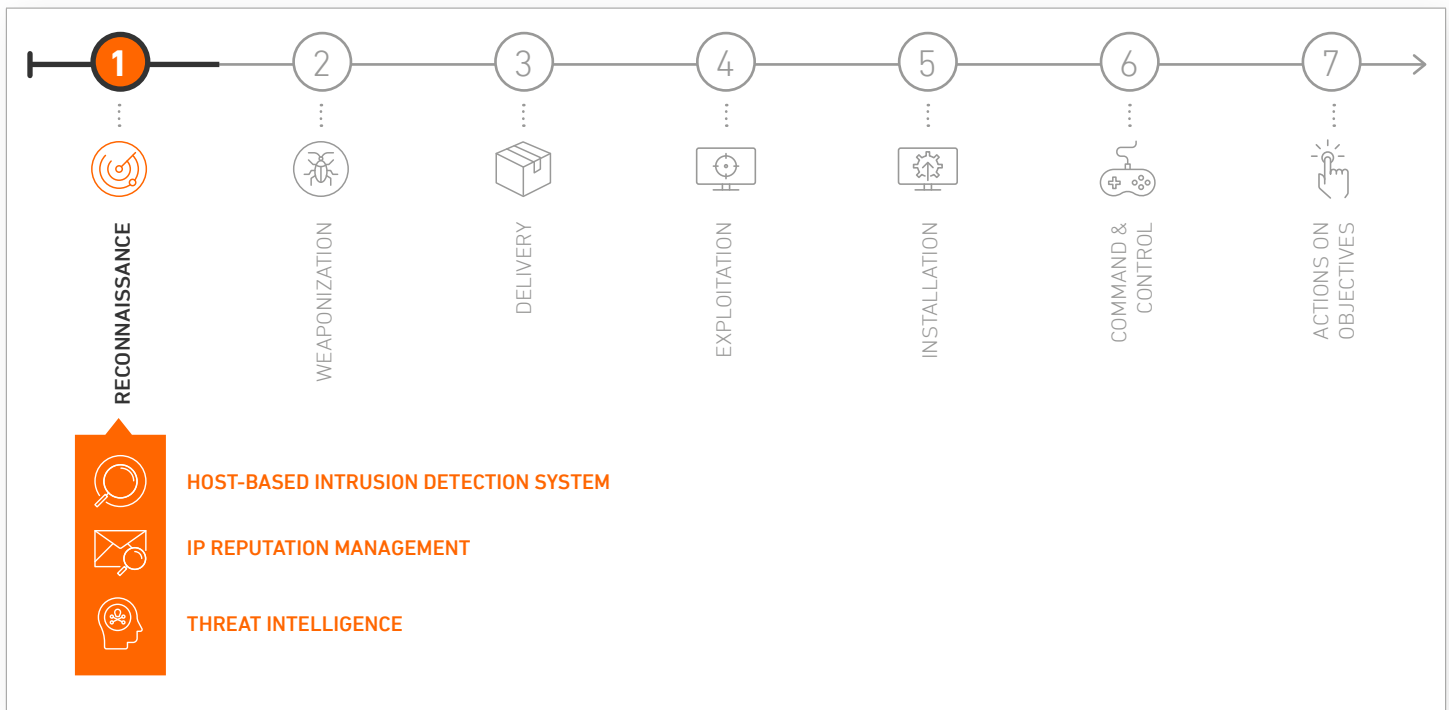 1
2
3
4
5
6
7
RECONNAISSANCE
WEAPONIZATION
DELIVERY
EXPLOITATION
INSTALLATION
COMMAND &
CONTROL
ACTIONS ON
OBJECTIVES
HOST-BASED INTRUSION DETECTION SYSTEM
IP REPUTATION MANAGEMENT
THREAT INTELLIGENCE